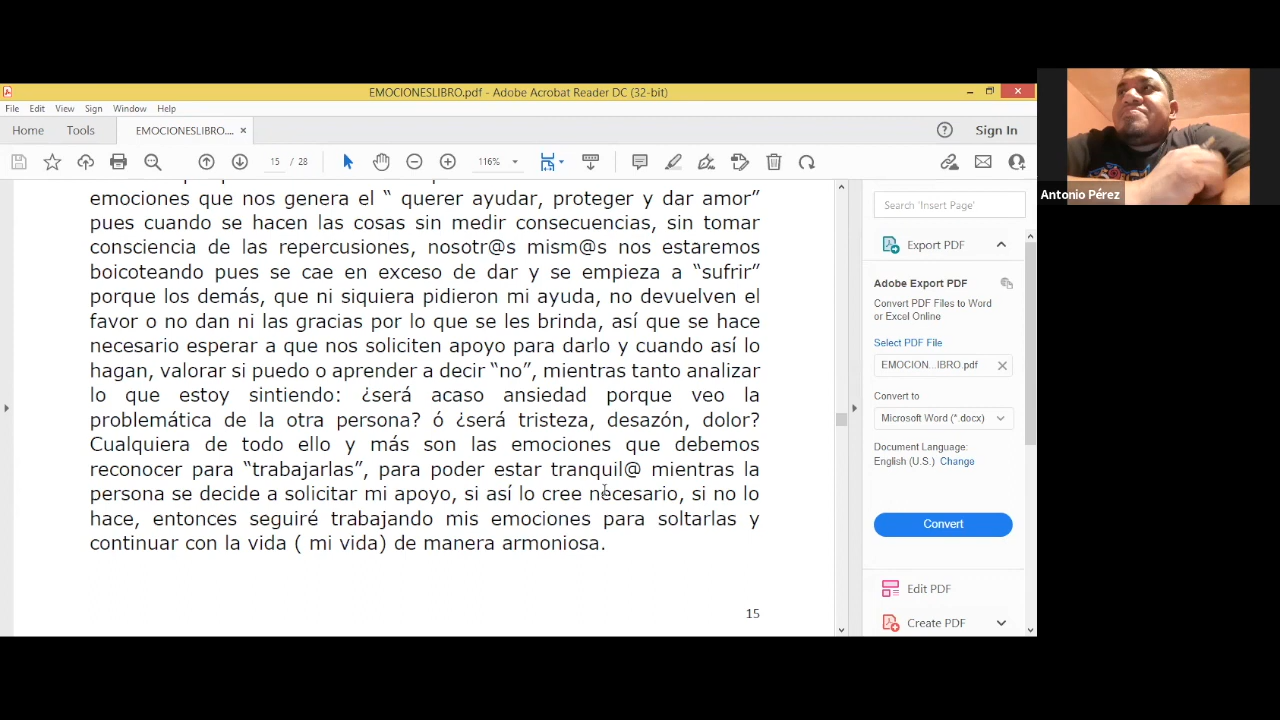 EMOCIONESLIBRO.pdf - Adobe Acrobat Reader DC (32-bit)
File Edit View Sign Window Help
Home Tools EMOCIONESLIBRO.... Sign In
15 / 28 116%
emociones que nos genera el “ querer ayudar, proteger y dar amor”
pues cuando se hacen las cosas sin medir consecuencias, sin tomar
consciencia de las repercusiones, nosotr@s mism@s nos estaremos
boicoteando pues se cae en exceso de dar y se empieza a “sufrir”
porque los demás, que ni siquiera pidieron mi ayuda, no devuelven el
favor o no dan ni las gracias por lo que se les brinda, así que se hace
necesario esperar a que nos soliciten apoyo para darlo y cuando así lo
hagan, valorar si puedo o aprender a decir “no”, mientras tanto analizar
lo que estoy sintiendo: ¿será acaso ansiedad porque veo la
problemática de la otra persona? ó ¿será tristeza, desazón, dolor?
Cualquiera de todo ello y más son las emociones que debemos
reconocer para “trabajarlas”, para poder estar tranquil@ mientras la
persona se decide a solicitar mi apoyo, si así lo cree necesario, si no lo
hace, entonces seguiré trabajando mis emociones para soltarlas y
continuar con la vida ( mi vida) de manera armoniosa.
15
Search 'Insert Page'
Export PDF
Adobe Export PDF
Convert PDF Files to Word
or Excel Online
Select PDF File
EMOCION...IBRO.pdf
Convert to
Microsoft Word (*.docx)
Document Language:
English (U.S.) Change
Convert
Edit PDF
Create PDF
Antonio Pérez